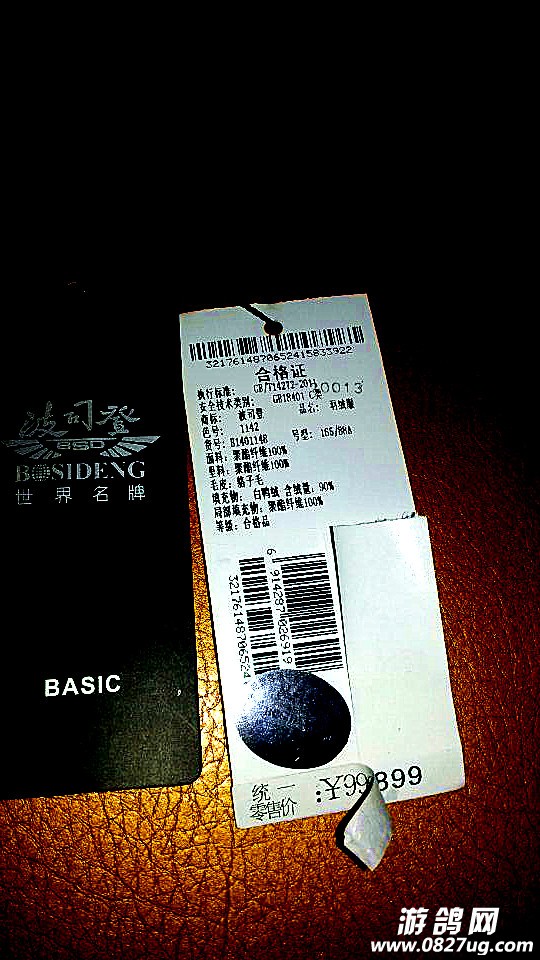 波司登
BSD
BOSIDENG
世界名牌
BASIC
3217614870652415833922
合格证
执行标准: GB/T14272-2011
安全技术类别: GB18401 C类
0013
商标: 波司登 品名: 羽绒服
色号: 1142
货号: B1401148 号型: 165/88A
面料: 聚酯纤维100%
里料: 聚酯纤维100%
毛皮: 貉子毛
填充物: 白鸭绒 含绒量: 90%
局部填充物: 聚酯纤维100%
等级: 合格品
6 914287 026919
统一
零售价
899
游鸽网
www.0827ug.com